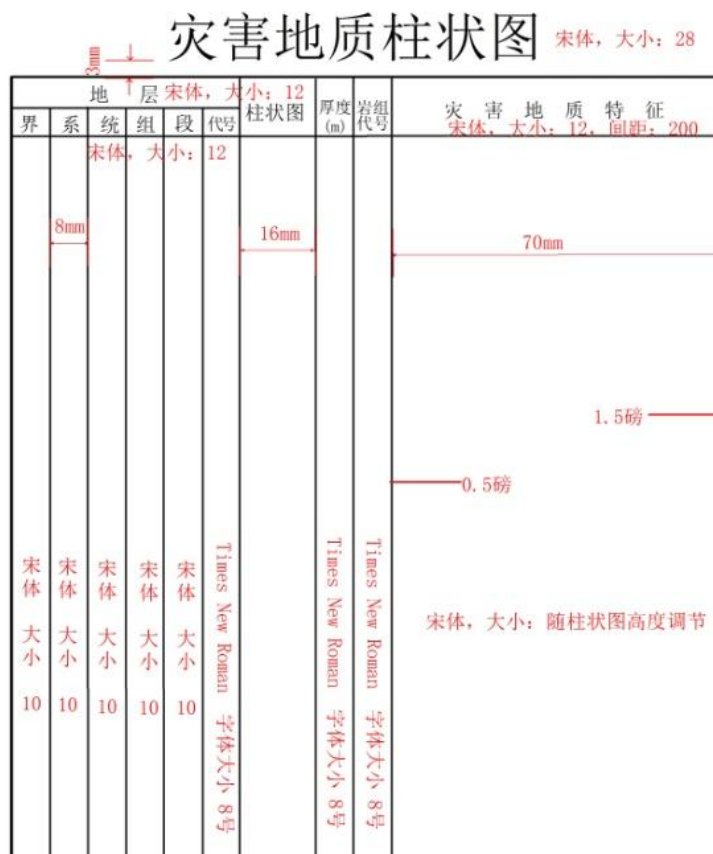 灾害地质柱状图 宋体，大小：28
3mm
地层 宋体，大小：12
柱状图
厚度
(m)
岩组
代号
灾害地质特征
宋体，大小：12，间距：200
界 系 统 组 段 代号
宋体，大小：12
8mm 16mm 70mm
1.5磅
0.5磅
宋体 大小 10
宋体 大小 10
宋体 大小 10
宋体 大小 10
宋体 大小 10
Times New Roman 字体大小 8号
Times New Roman 字体大小 8号
Times New Roman 字体大小 8号
宋体，大小：随柱状图高度调节